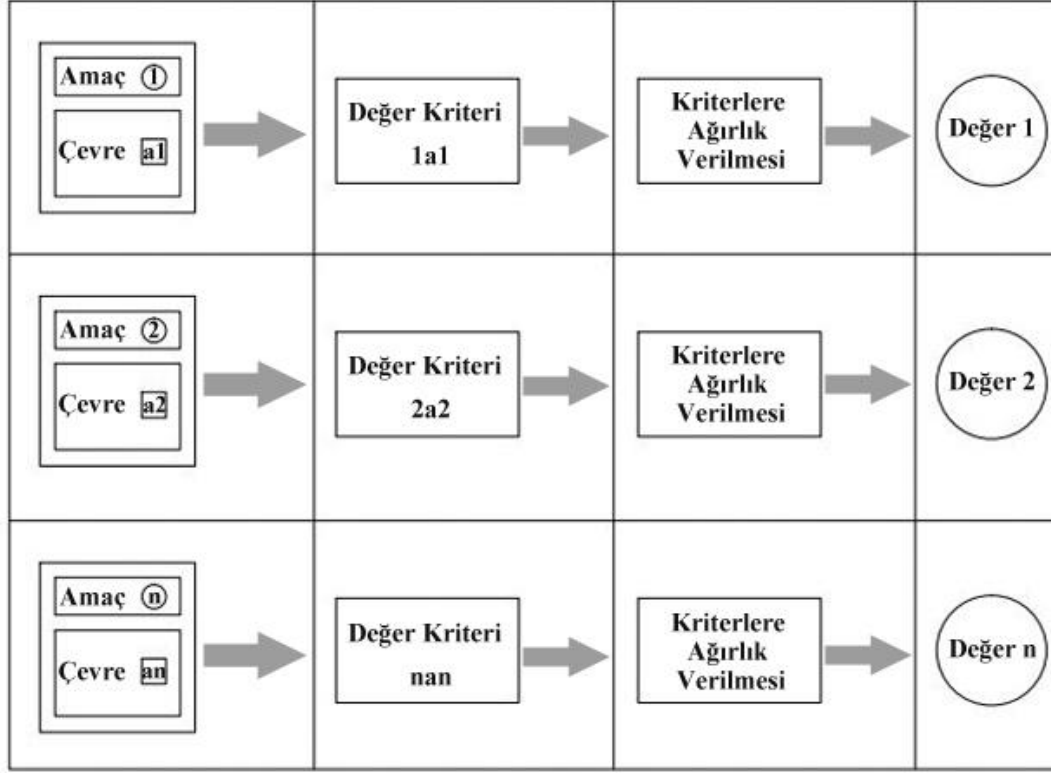 Amaç 1
Çevre a1
Değer Kriteri
1a1
Kriterlere
Ağırlık
Verilmesi
Değer 1
Amaç 2
Çevre a2
Değer Kriteri
2a2
Kriterlere
Ağırlık
Verilmesi
Değer 2
Amaç n
Çevre an
Değer Kriteri
nan
Kriterlere
Ağırlık
Verilmesi
Değer n